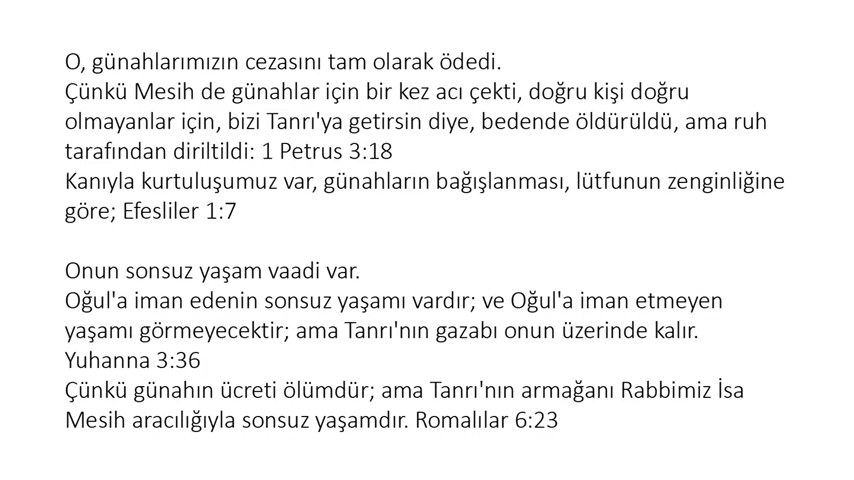 O, günahlarımızın cezasını tam olarak ödedi.
Çünkü Mesih de günahlar için bir kez acı çekti, doğru kişi doğru
olmayanlar için, bizi Tanrı'ya getirsin diye, bedende öldürüldü, ama ruh
tarafından diriltildi: 1 Petrus 3:18
Kanıyla kurtuluşumuz var, günahların bağışlanması, lütfunun zenginliğine
göre; Efesliler 1:7
Onun sonsuz yaşam vaadi var.
Oğul'a iman edenin sonsuz yaşamı vardır; ve Oğul'a iman etmeyen
yaşamı görmeyecektir; ama Tanrı'nın gazabı onun üzerinde kalır.
Yuhanna 3:36
Çünkü günahın ücreti ölümdür; ama Tanrı'nın armağanı Rabbimiz İsa
Mesih aracılığıyla sonsuz yaşamdır. Romalılar 6:23